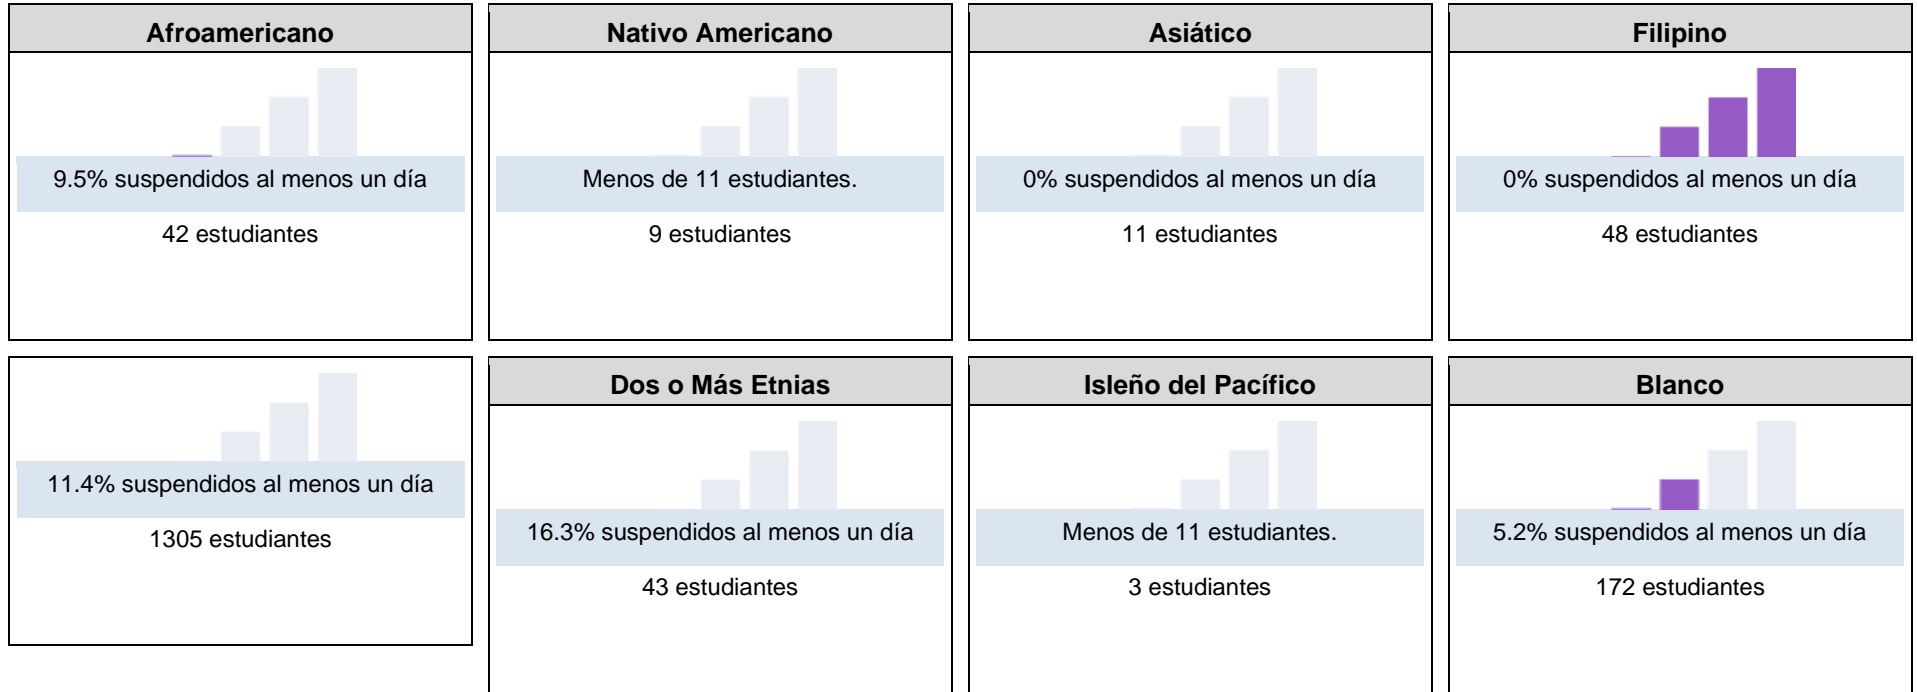 Afroamericano
9.5% suspendidos al menos un día
42 estudiantes
Nativo Americano
Menos de 11 estudiantes.
9 estudiantes
Asiático
0% suspendidos al menos un día
11 estudiantes
Filipino
0% suspendidos al menos un día
48 estudiantes
11.4% suspendidos al menos un día
1305 estudiantes
Dos o Más Etnias
16.3% suspendidos al menos un día
43 estudiantes
Isleño del Pacífico
Menos de 11 estudiantes.
3 estudiantes
Blanco
5.2% suspendidos al menos un día
172 estudiantes